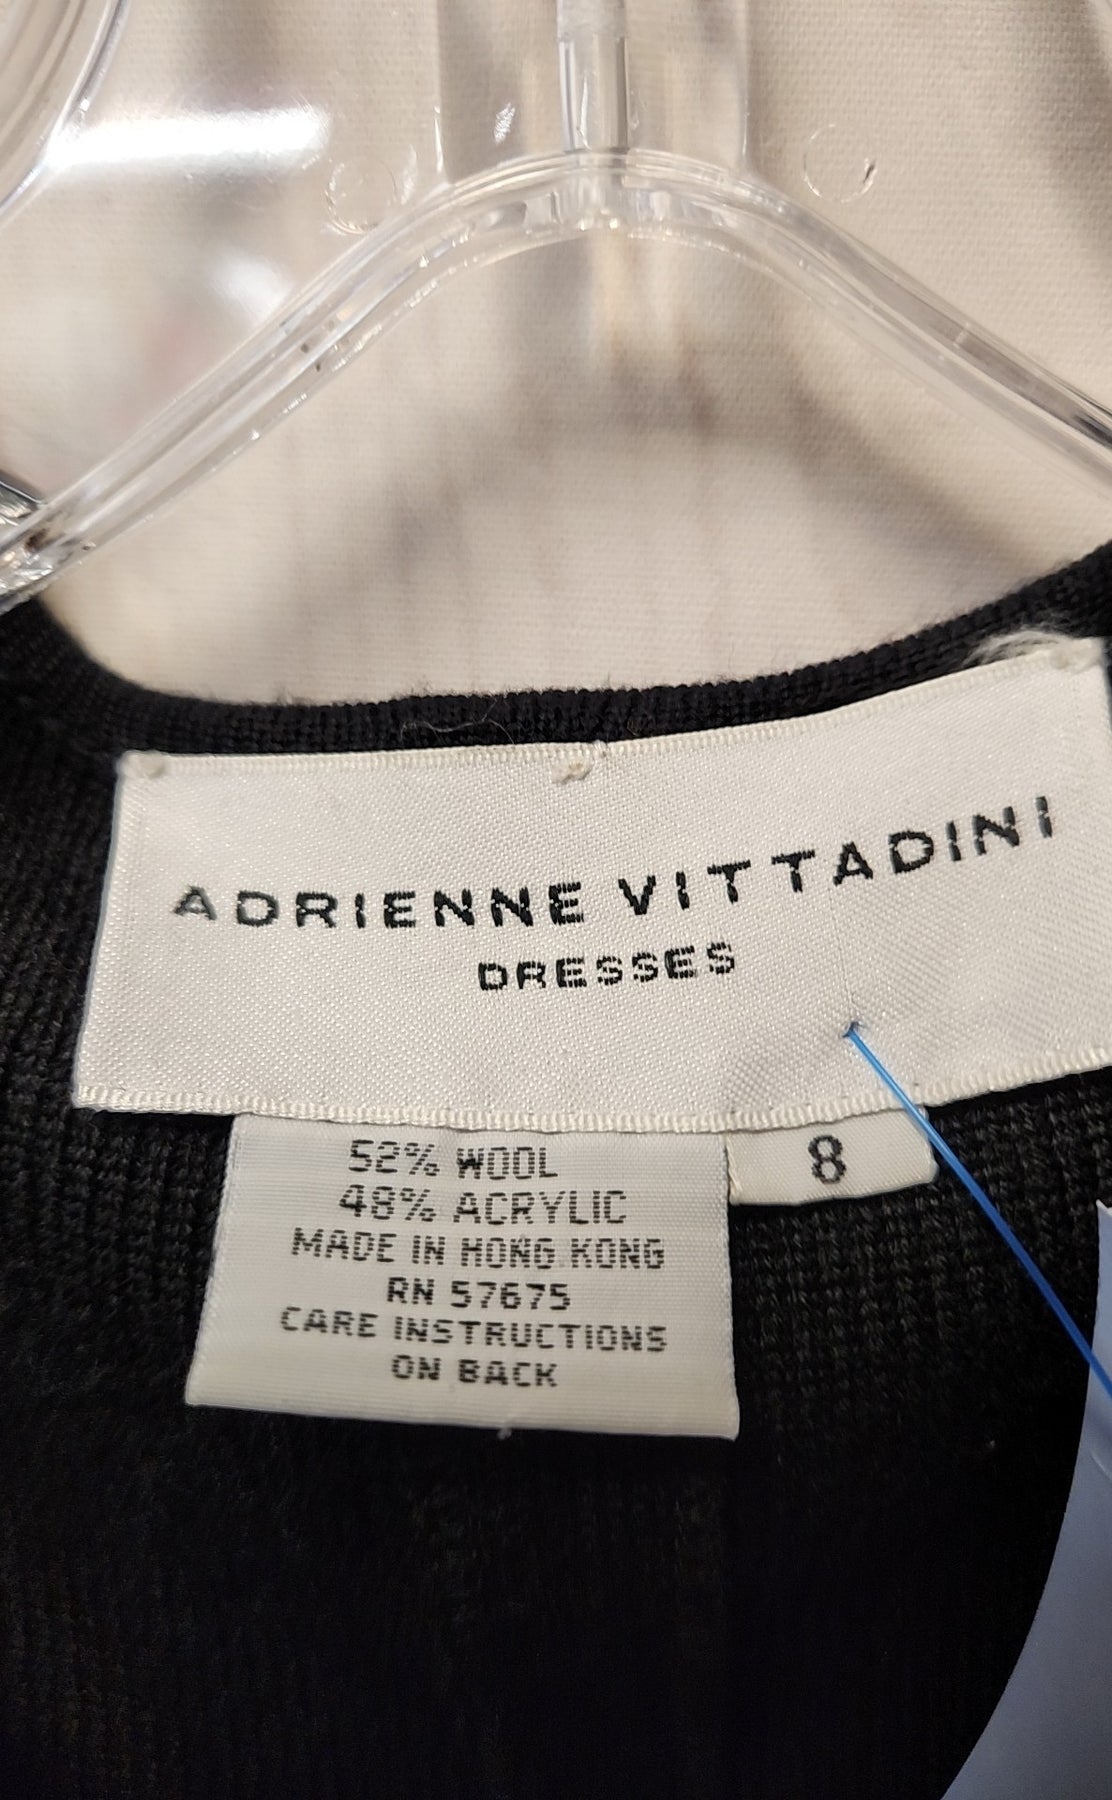 ADRIENNE VITTADINI
DRESSES
8
52% WOOL
48% ACRYLIC
MADE IN HONG KONG
RN 57675
CARE INSTRUCTIONS
ON BACK